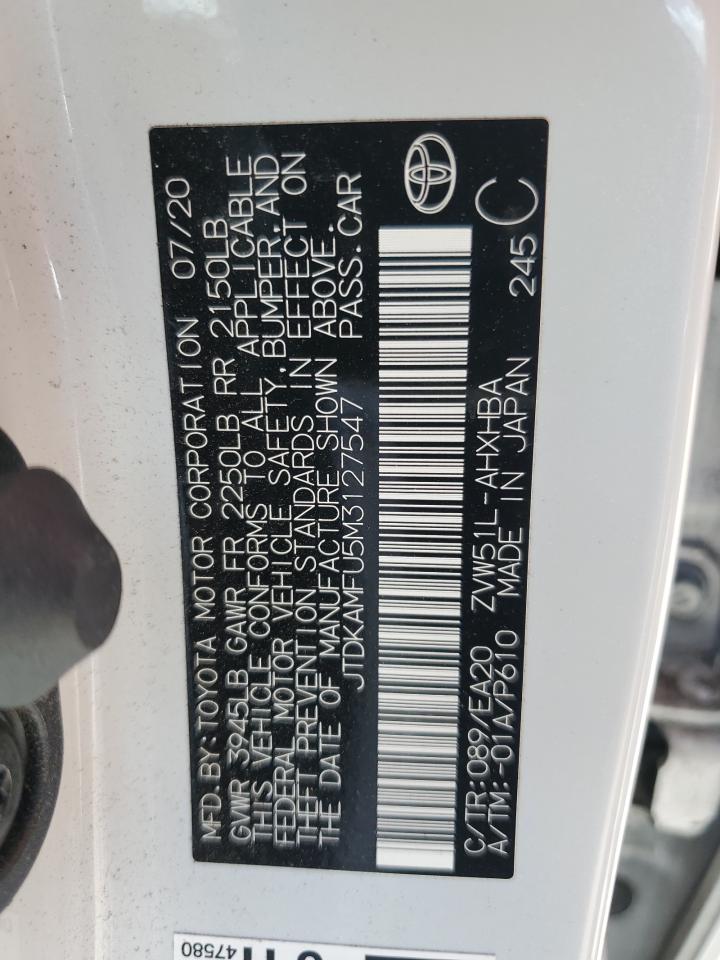 MFD.BY:TOYOTA MOTOR CORPORATION 07/20
GVWR 3945LB GAWR FR 2250LB RR 2150LB
THIS VEHICLE CONFORMS TO ALL APPLICABLE
FEDERAL MOTOR VEHICLE SAFETY,BUMPER,AND
THEFT PREVENTION STANDARDS IN EFFECT ON
THE DATE OF MANUFACTURE SHOWN ABOVE.
JTDKAMFU5M3127547 PASS.CAR
C/TR:089/EA20 ZVW51L-AHXHBA 245 C
A/TM:-01A/P610 MADE IN JAPAN
47580